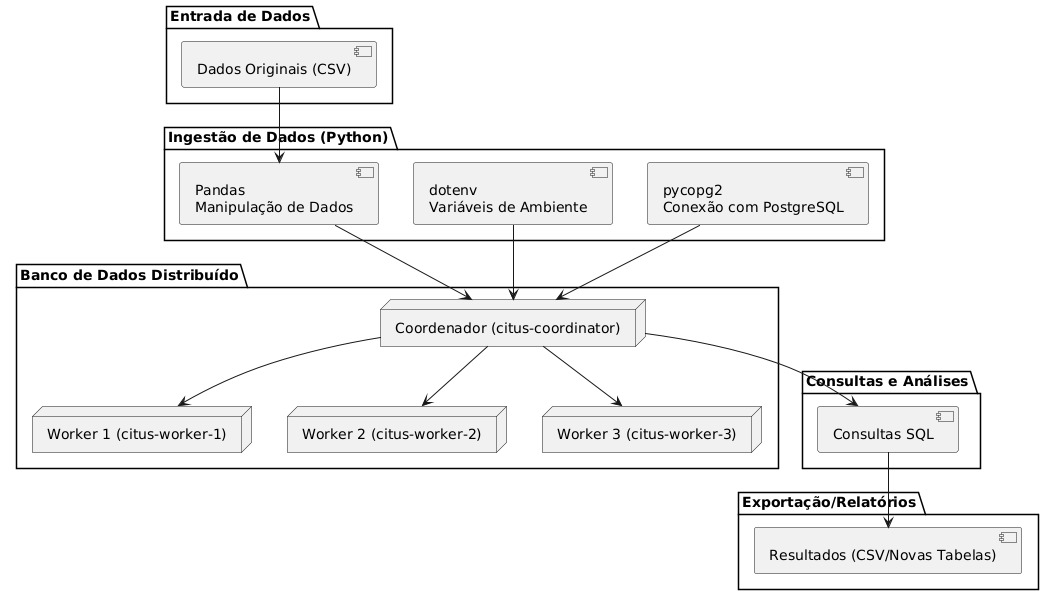 Entrada de Dados
Dados Originais (CSV)
Ingestão de Dados (Python)
Pandas
Manipulação de Dados
dotenv
Variáveis de Ambiente
pycopg2
Conexão com PostgreSQL
Banco de Dados Distribuído
Coordenador (citus-coordinator)
Worker 1 (citus-worker-1)
Worker 2 (citus-worker-2)
Worker 3 (citus-worker-3)
Consultas e Análises
Consultas SQL
Exportação/Relatórios
Resultados (CSV/Novas Tabelas)